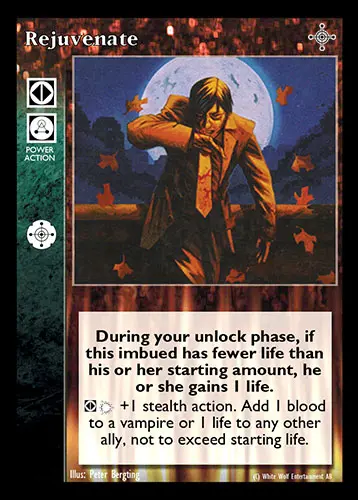 Rejuvenate
POWER
ACTION
During your unlock phase, if
this imbued has fewer life than
his or her starting amount, he
or she gains 1 life.
+1 stealth action. Add 1 blood
to a vampire or 1 life to any other
ally, not to exceed starting life.
Illus: Peter Bergting
(C) White Wolf Entertainment AB